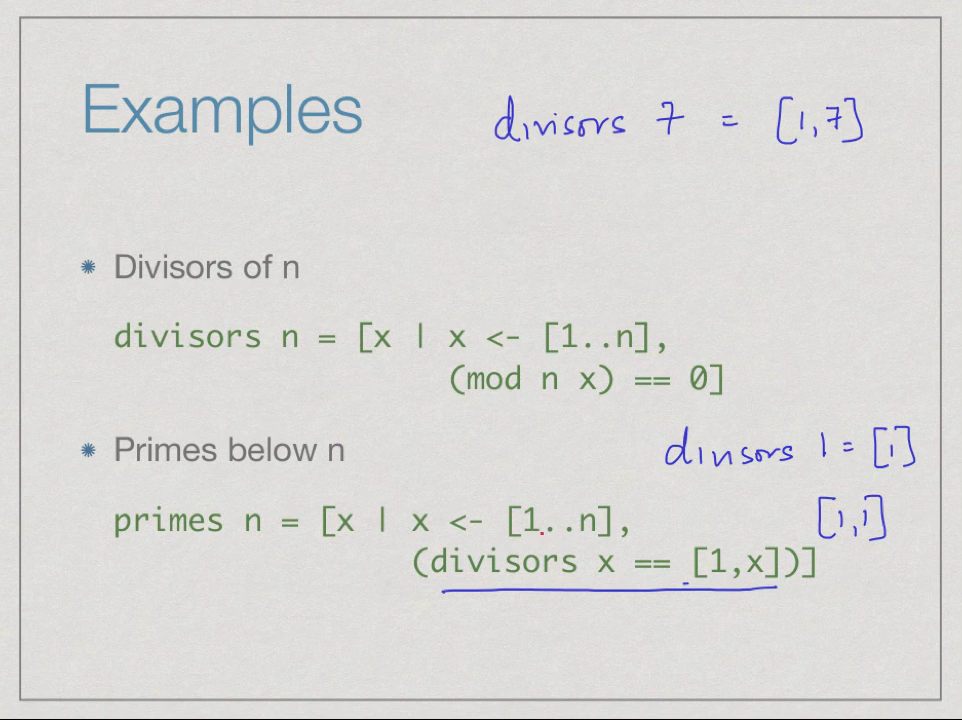 Examples
divisors 7 = [1,7]
Divisors of n
divisors n = [x | x <- [1..n],
(mod n x) == 0]
Primes below n
divisors 1 = [1]
primes n = [x | x <- [1..n],
[1,1]
(divisors x == [1,x])]